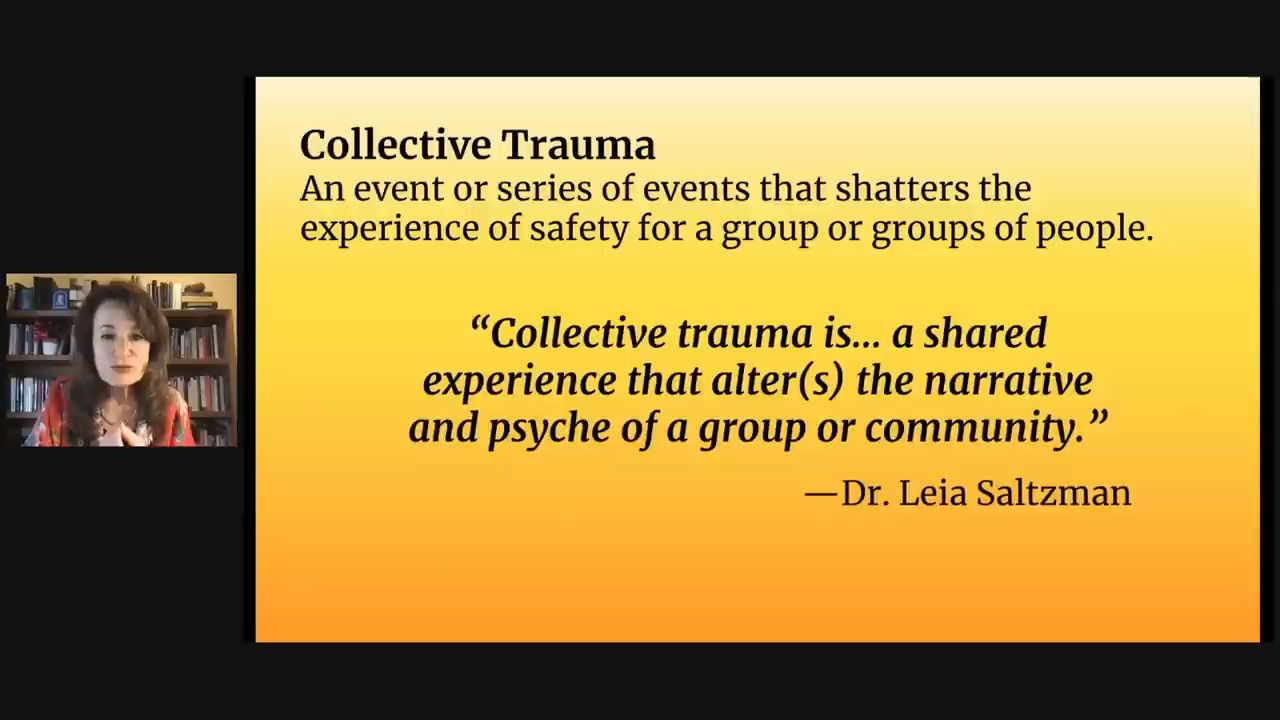 Collective Trauma
An event or series of events that shatters the
experience of safety for a group or groups of people.
“Collective trauma is... a shared
experience that alter(s) the narrative
and psyche of a group or community.”
—Dr. Leia Saltzman